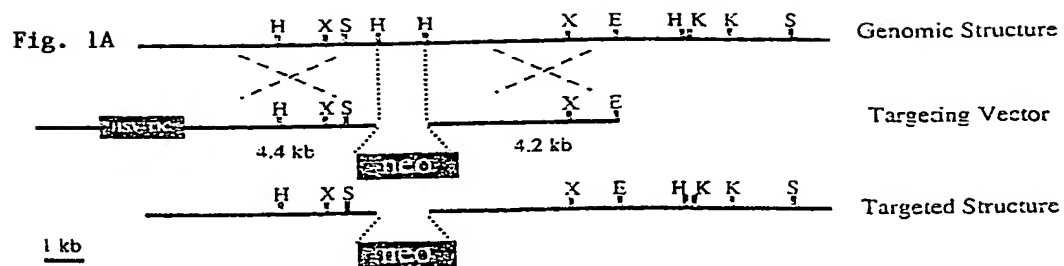 Fig. 1A
H X S H H X E H K K S
Genomic Structure
H X S X E
Targeting Vector
4.4 kb
4.2 kb
neo
H X S X E H K K S
Targeted Structure
1 kb
neo